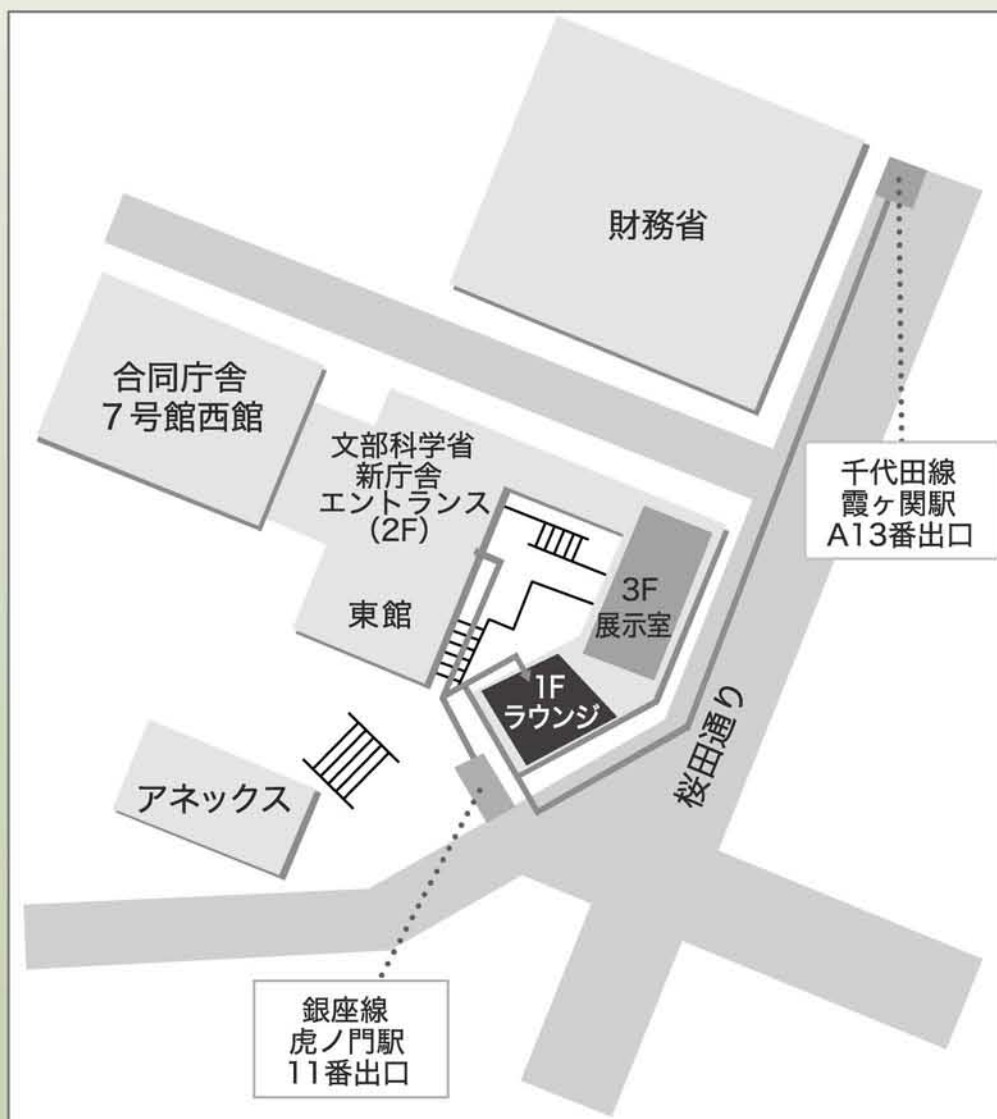 財務省
合同庁舎
7号館西館
文部科学省
新庁舎
エントランス
(2F)
東館
3F
展示室
1F
ラウンジ
千代田線
霞ヶ関駅
A13番出口
桜田通り
アネックス
銀座線
虎ノ門駅
11番出口